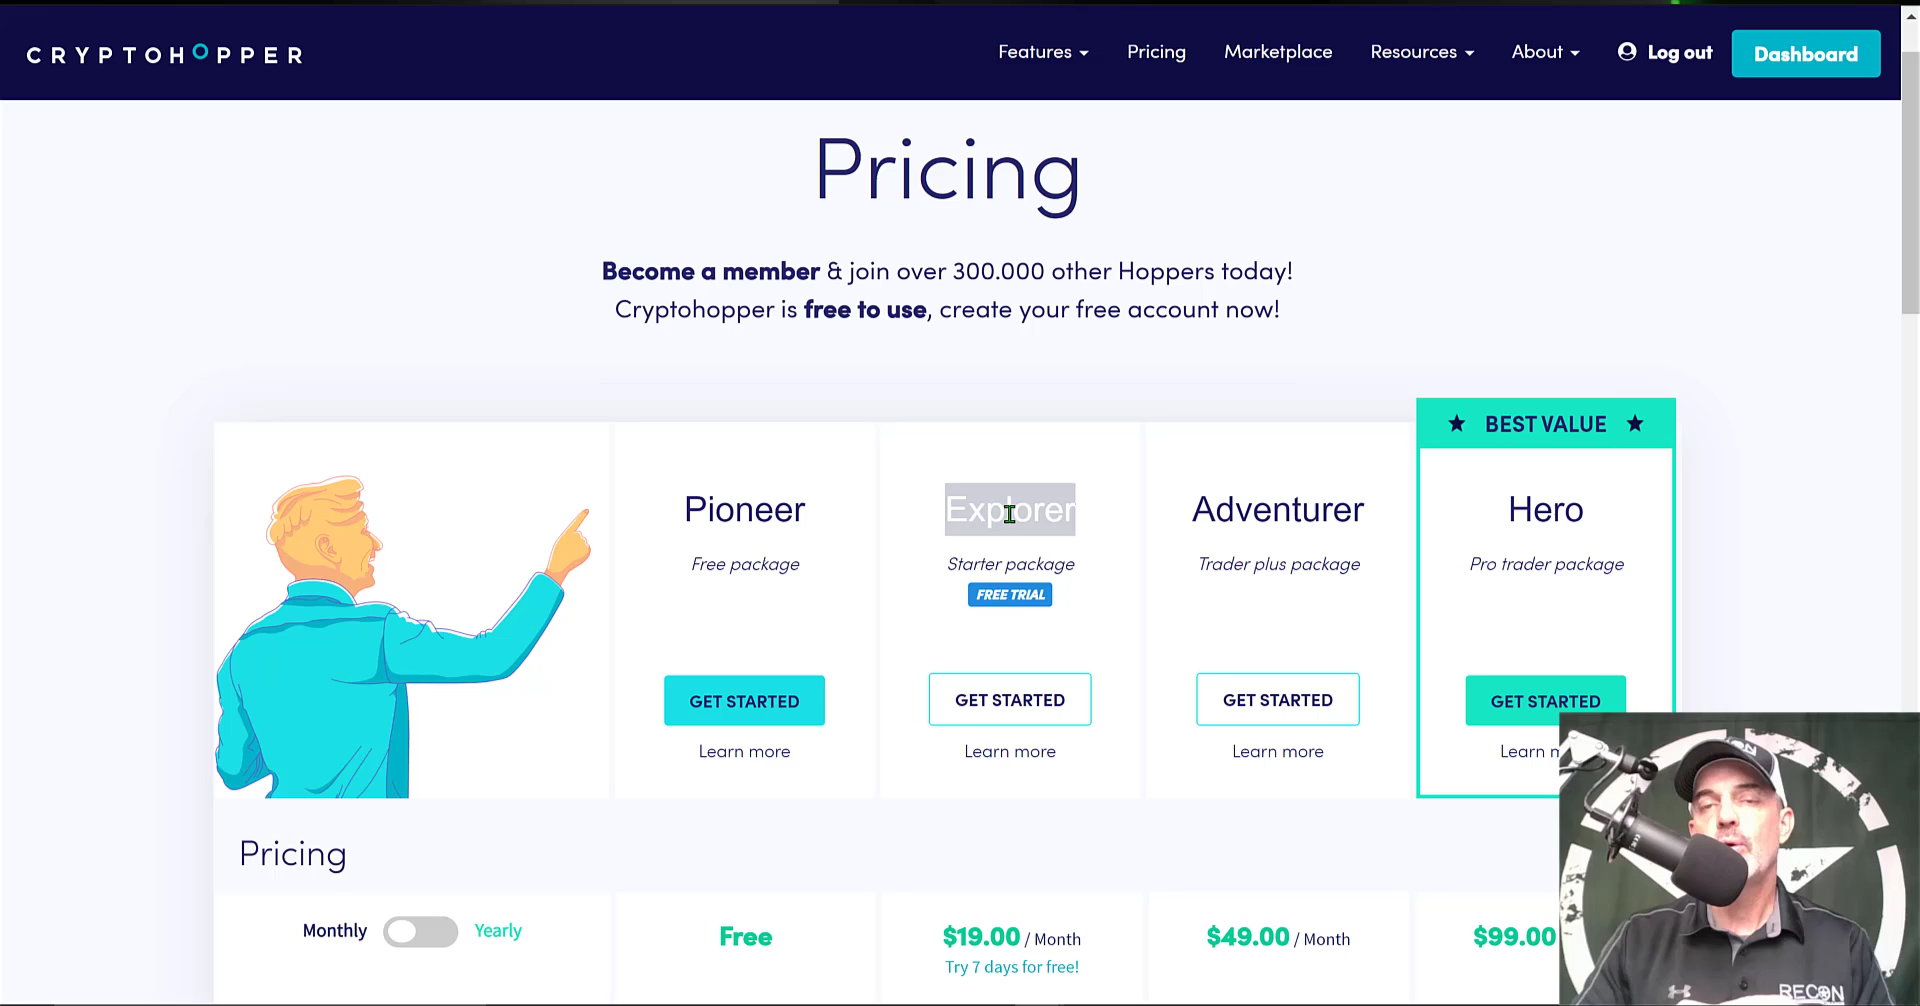 CRYPTOHOPPER
Features
Pricing
Marketplace
Resources
About
Log out
Dashboard
Pricing
Become a member & join over 300.000 other Hoppers today!
Cryptohopper is free to use, create your free account now!
BEST VALUE
Pioneer
Explorer
Adventurer
Hero
Free package
Starter package
Trader plus package
Pro trader package
FREE TRIAL
GET STARTED
GET STARTED
GET STARTED
GET STARTED
Learn more
Learn more
Learn more
Learn
Pricing
Monthly
Yearly
Free
$19.00 / Month
$49.00 / Month
$99.00
Try 7 days for free!
RECON